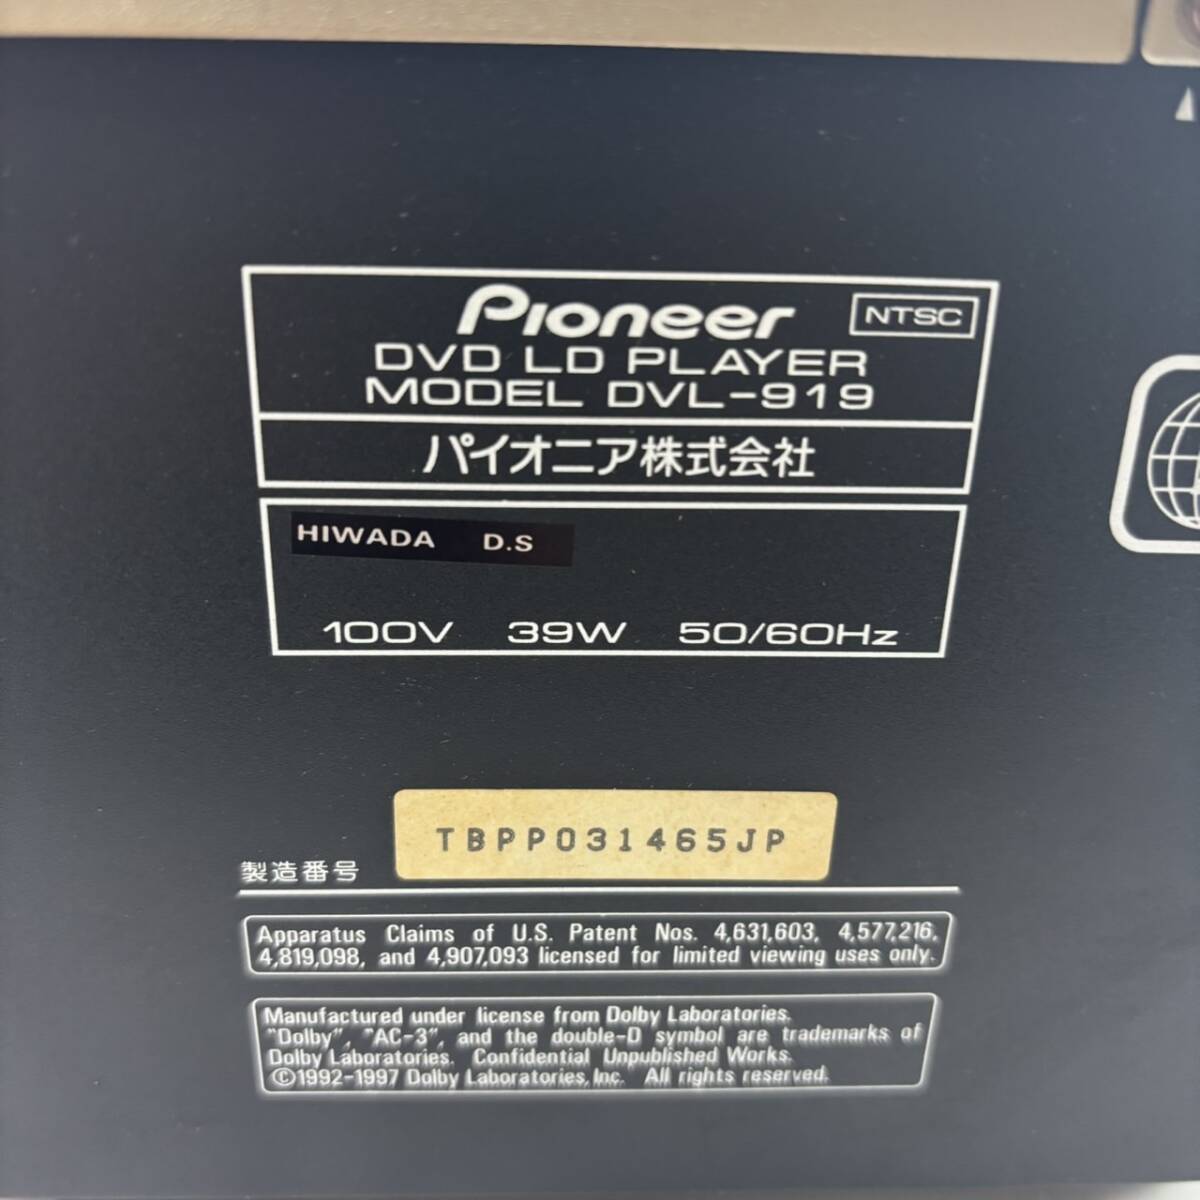 Pioneer NTSC
DVD LD PLAYER
MODEL DVL-919
パイオニア株式会社
HIWADA D.S
100V 39W 50/60Hz
TBPP031465JP
製造番号
Apparatus Claims of U.S. Patent Nos. 4,631,603, 4,577,216,
4,819,098, and 4,907,093 licensed for limited viewing uses only.
Manufactured under license from Dolby Laboratories.
"Dolby", "AC-3", and the double-D symbol are trademarks of
Dolby Laboratories. Confidential Unpublished Works.
©1992-1997 Dolby Laboratories, Inc. All rights reserved.